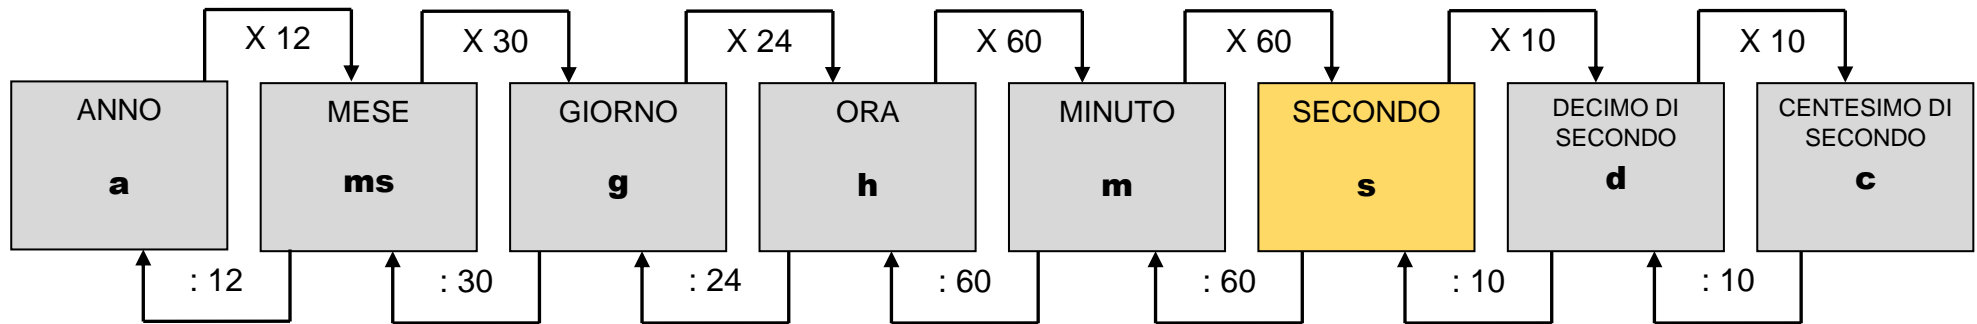 X 12 X 30 X 24 X 60 X 60 X 10 X 10
ANNO MESE GIORNO ORA MINUTO SECONDO DECIMO DI CENTESIMO DI
SECONDO SECONDO
a ms g h m s d c
: 12 : 30 : 24 : 60 : 60 : 10 : 10